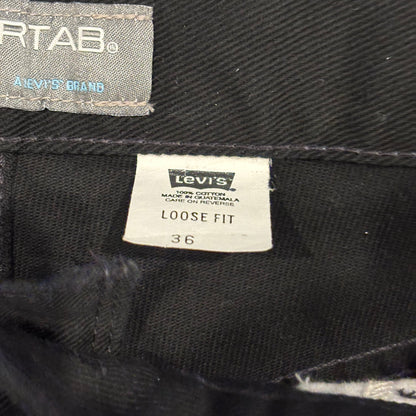 RTAB®
A LEVI'S® BRAND
LEVI'S
100% COTTON
MADE IN GUATEMALA
CARE ON REVERSE
LOOSE FIT
36